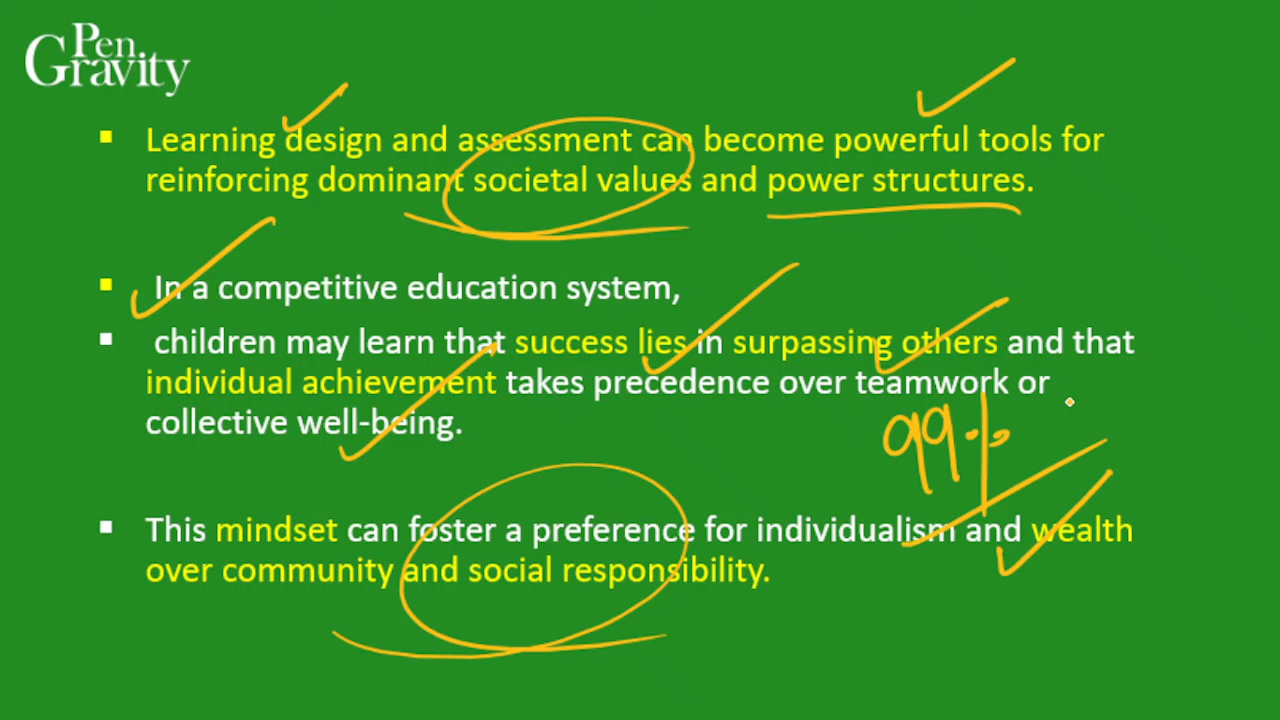 Pen
Gravity
Learning design and assessment can become powerful tools for
reinforcing dominant societal values and power structures.
In a competitive education system,
children may learn that success lies in surpassing others and that
individual achievement takes precedence over teamwork or
collective well-being.
99%
This mindset can foster a preference for individualism and wealth
over community and social responsibility.